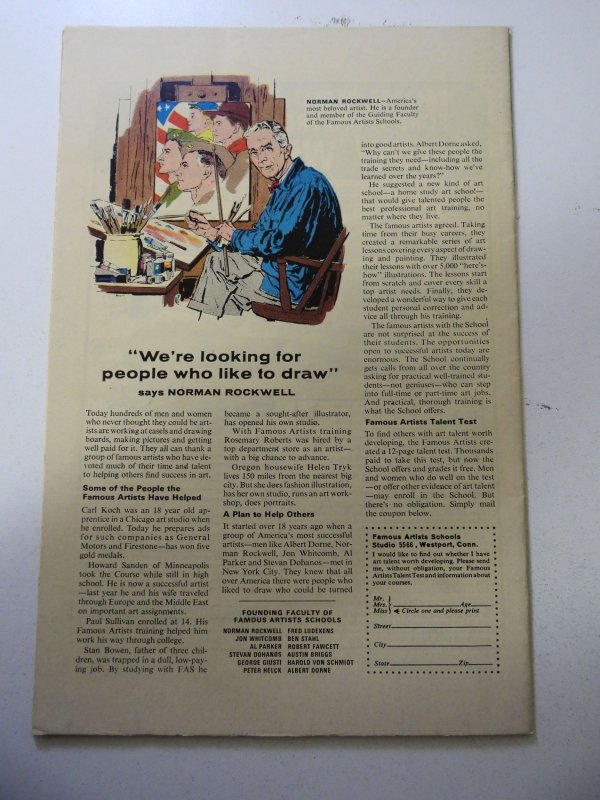 NORMAN ROCKWELL—America's
most beloved artist. He is a founder
and member of the Guiding Faculty
of the Famous Artists Schools.
"We're looking for
people who like to draw"
says NORMAN ROCKWELL
Today hundreds of men and women
who never thought they could be art-
ists are working at easels and drawing
boards, making pictures and getting
well paid for it. They all can thank a
group of famous artists who have de-
voted much of their time and talent
to helping others find success in art.
Some of the People the
Famous Artists Have Helped
Carl Koch was an 18 year old ap-
prentice in a Chicago art studio when
he enrolled. Today he prepares ads
for such companies as General
Motors and Firestone—has won five
gold medals.
Howard Sanden of Minneapolis
took the Course while still in high
school. He is now a successful artist
—last year he and his wife traveled
through Europe and the Middle East
on important art assignments.
Paul Sullivan enrolled at 14. His
Famous Artists training helped him
work his way through college.
Stan Bowen, father of three chil-
dren, was trapped in a dull, low-pay-
ing job. By studying with FAS he
became a sought-after illustrator,
has opened his own studio.
With Famous Artists training
Rosemary Roberts was hired by a
top department store as an artist—
with a big chance to advance.
Oregon housewife Helen Tryk
lives 150 miles from the nearest big
city. But she does fashion illustration,
has her own studio, runs an art work-
shop, does portraits.
A Plan to Help Others
It started over 18 years ago when a
group of America's most successful
artists—men like Albert Dorne, Nor-
man Rockwell, Jon Whitcomb, Al
Parker and Stevan Dohanos—met in
New York City. They knew that all
over America there were people who
liked to draw who could be turned
into good artists. Albert Dorne asked,
"Why can't we give these people the
training they need—including all the
trade secrets and know-how we've
learned over the years?"
He suggested a new kind of art
school—a home study art school—
that would give talented people the
best professional art training, no
matter where they live.
The famous artists agreed. Taking
time from their busy careers, they
created a remarkable series of art
lessons covering every aspect of draw-
ing and painting. They illustrated
their lessons with over 5,000 "here's-
how" illustrations. The lessons start
from scratch and cover every skill a
top artist needs. Finally, they de-
veloped a wonderful way to give each
student personal correction and ad-
vice all through his training.
The famous artists with the School
are not surprised at the success of
their students. The opportunities
open to successful artists today are
enormous. The School continually
gets calls from all over the country
asking for practical well-trained stu-
dents—not geniuses—who can step
into full-time or part-time art jobs.
And practical, thorough training is
what the School offers.
Famous Artists Talent Test
To find others with art talent worth
developing, the Famous Artists cre-
ated a 12-page talent test. Thousands
paid to take this test, but now the
School offers and grades it free. Men
and women who do well on the test
—or offer other evidence of art talent
—may enroll in the School. But
there's no obligation. Simply mail
the coupon below.
FOUNDING FACULTY OF
FAMOUS ARTISTS SCHOOLS
NORMAN ROCKWELL FRED LUDEKENS
JON WHITCOMB BEN STAHL
AL PARKER ROBERT FAWCETT
STEVAN DOHANOS AUSTIN BRIGGS
GEORGE GIUSTI HAROLD VON SCHMIDT
PETER HELCK ALBERT DORNE
Famous Artists Schools
Studio 5566, Westport, Conn.
I would like to find out whether I have
art talent worth developing. Please send
me, without obligation, your Famous
Artists Talent Test and information about
your courses.
Mr.
Mrs. Age
Miss Circle one and please print
Street
City
State Zip